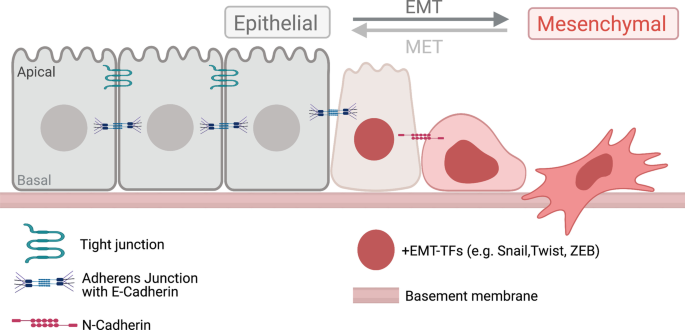 EMT
Epithelial
Mesenchymal
MET
Apical
Basal
Tight junction
Adherens Junction
with E-Cadherin
N-Cadherin
+EMT-TFs (e.g. Snail,Twist, ZEB)
Basement membrane